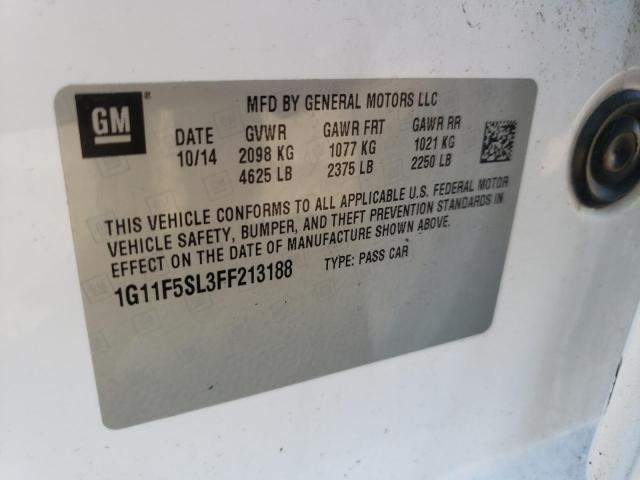 GM
MFD BY GENERAL MOTORS LLC
DATE GVWR GAWR FRT GAWR RR
10/14 2098 KG 1077 KG 1021 KG
4625 LB 2375 LB 2250 LB
THIS VEHICLE CONFORMS TO ALL APPLICABLE U.S. FEDERAL MOTOR
VEHICLE SAFETY, BUMPER, AND THEFT PREVENTION STANDARDS IN
EFFECT ON THE DATE OF MANUFACTURE SHOWN ABOVE.
1G11F5SL3FF213188 TYPE: PASS CAR